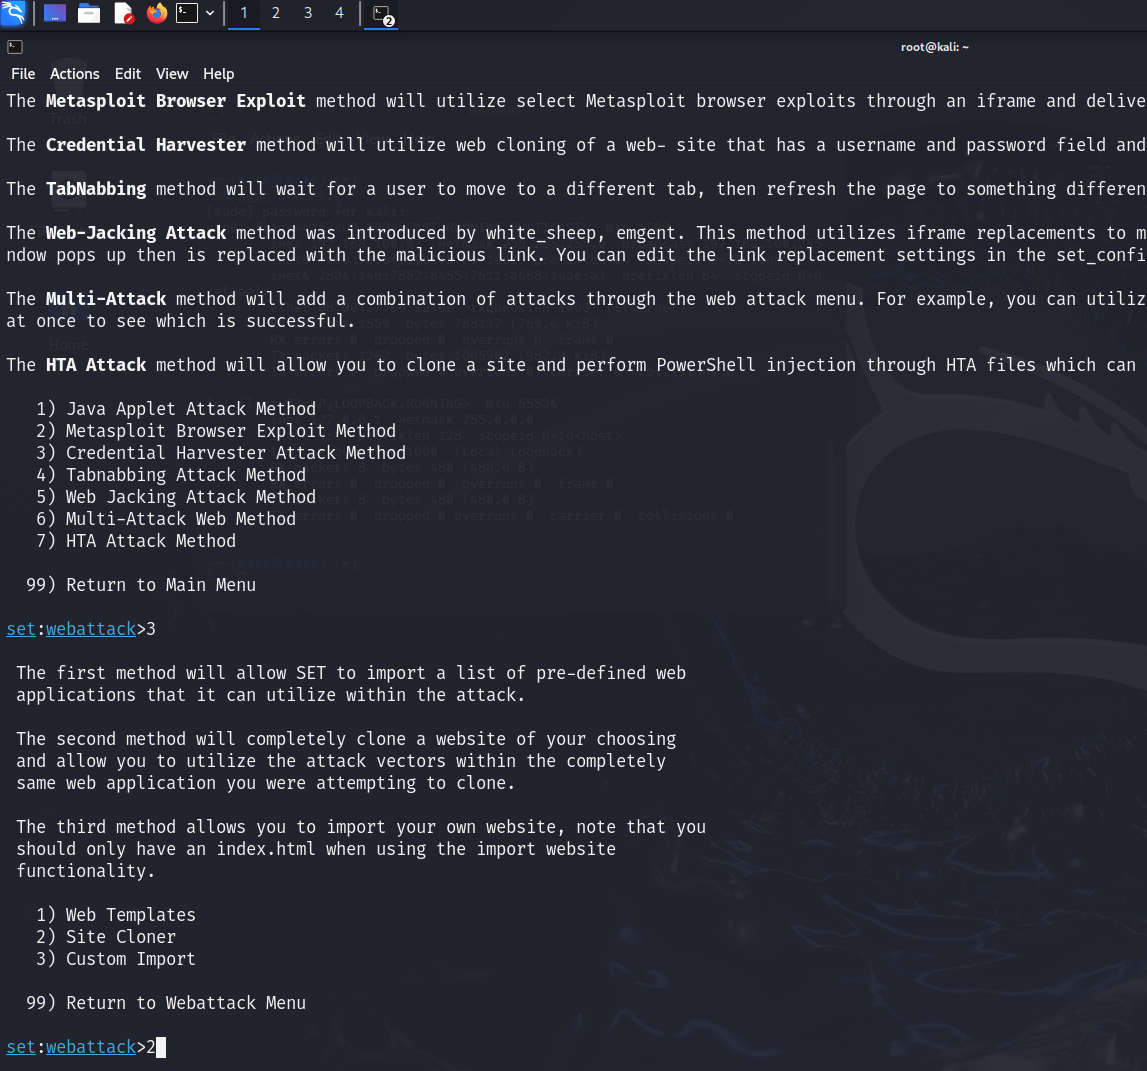 1 2 3 4 2
root@kali: ~
File Actions Edit View Help
The Metasploit Browser Exploit method will utilize select Metasploit browser exploits through an iframe and delive
The Credential Harvester method will utilize web cloning of a web- site that has a username and password field and
The TabNabbing method will wait for a user to move to a different tab, then refresh the page to something differen
The Web-Jacking Attack method was introduced by white_sheep, emgent. This method utilizes iframe replacements to m
ndow pops up then is replaced with the malicious link. You can edit the link replacement settings in the set_confi
The Multi-Attack method will add a combination of attacks through the web attack menu. For example, you can utiliz
at once to see which is successful.
The HTA Attack method will allow you to clone a site and perform PowerShell injection through HTA files which can
1) Java Applet Attack Method
2) Metasploit Browser Exploit Method
3) Credential Harvester Attack Method
4) Tabnabbing Attack Method
5) Web Jacking Attack Method
6) Multi-Attack Web Method
7) HTA Attack Method
99) Return to Main Menu
set:webattack>3
The first method will allow SET to import a list of pre-defined web
applications that it can utilize within the attack.
The second method will completely clone a website of your choosing
and allow you to utilize the attack vectors within the completely
same web application you were attempting to clone.
The third method allows you to import your own website, note that you
should only have an index.html when using the import website
functionality.
1) Web Templates
2) Site Cloner
3) Custom Import
99) Return to Webattack Menu
set:webattack>2